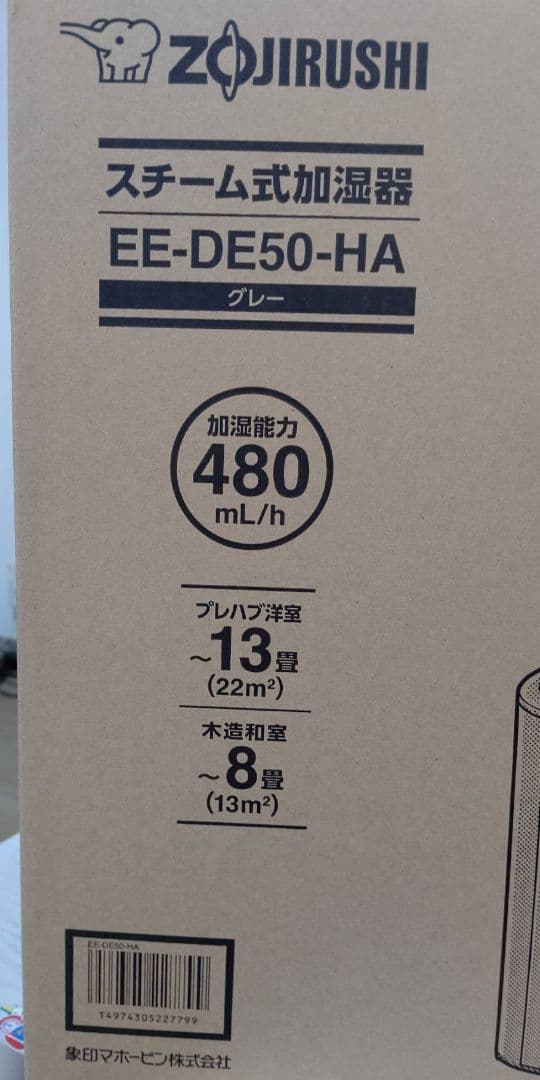 ZOJIRUSHI
スチーム式加湿器
EE-DE50-HA
グレー
加湿能力
480
mL/h
プレハブ洋室
～13畳
(22m²)
木造和室
～8畳
(13m²)
EE-DE50-HA
T4974305227799
象印マホービン株式会社